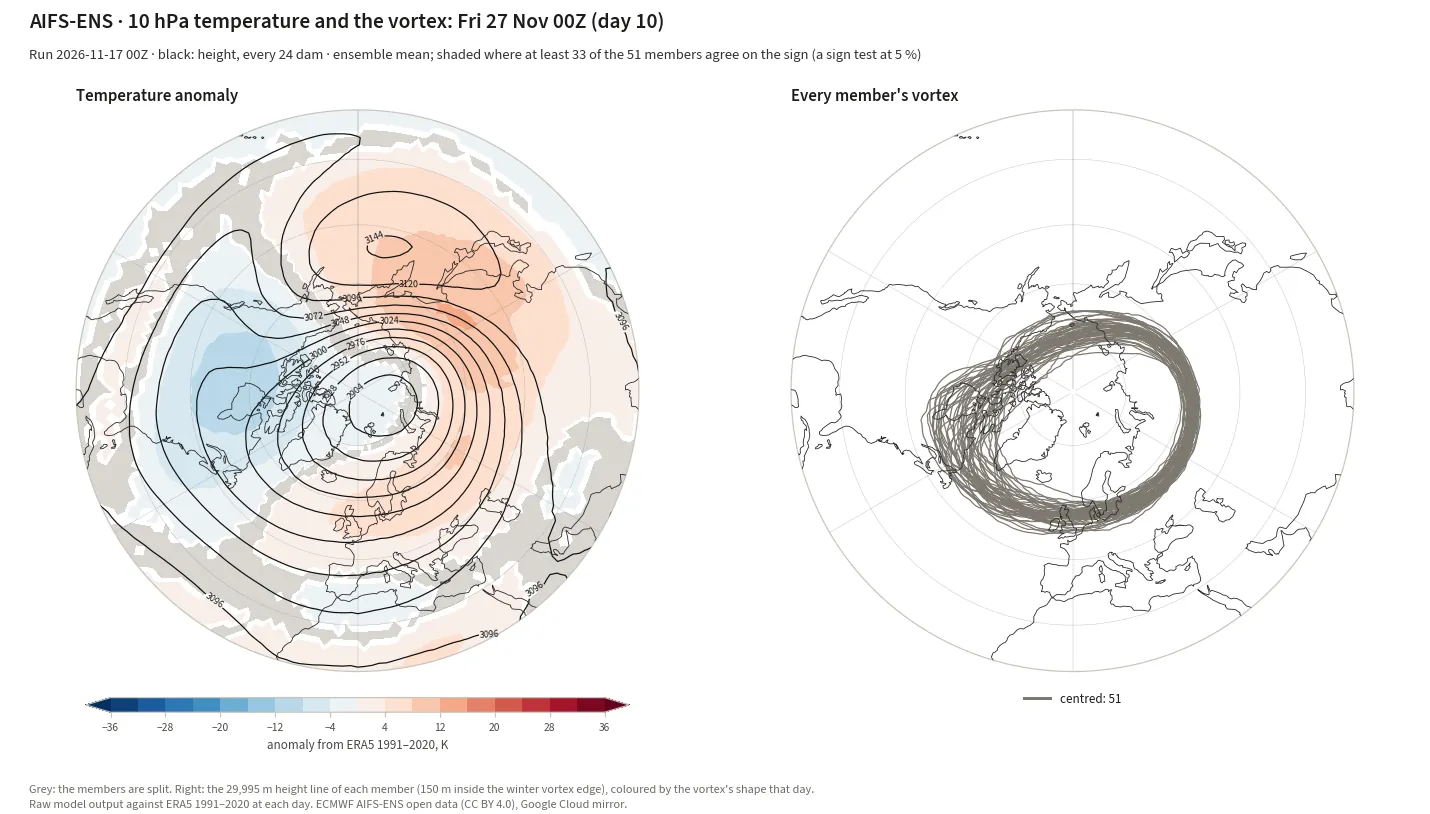 AIFS-ENS · 10 hPa temperature and the vortex: Fri 27 Nov 00Z (day 10)
Run 2026-11-17 00Z · black: height, every 24 dam · ensemble mean; shaded where at least 33 of the 51 members agree on the sign (a sign test at 5 %)
Temperature anomaly
Every member's vortex
3144
3120
3096
3072
3048
3024
3096
2976
3000
2952
2904
3096
3096
3096
−36 −28 −20 −12 −4 4 12 20 28 36
anomaly from ERA5 1991–2020, K
centred: 51
Grey: the members are split. Right: the 29,995 m height line of each member (150 m inside the winter vortex edge), coloured by the vortex's shape that day.
Raw model output against ERA5 1991–2020 at each day. ECMWF AIFS-ENS open data (CC BY 4.0), Google Cloud mirror.